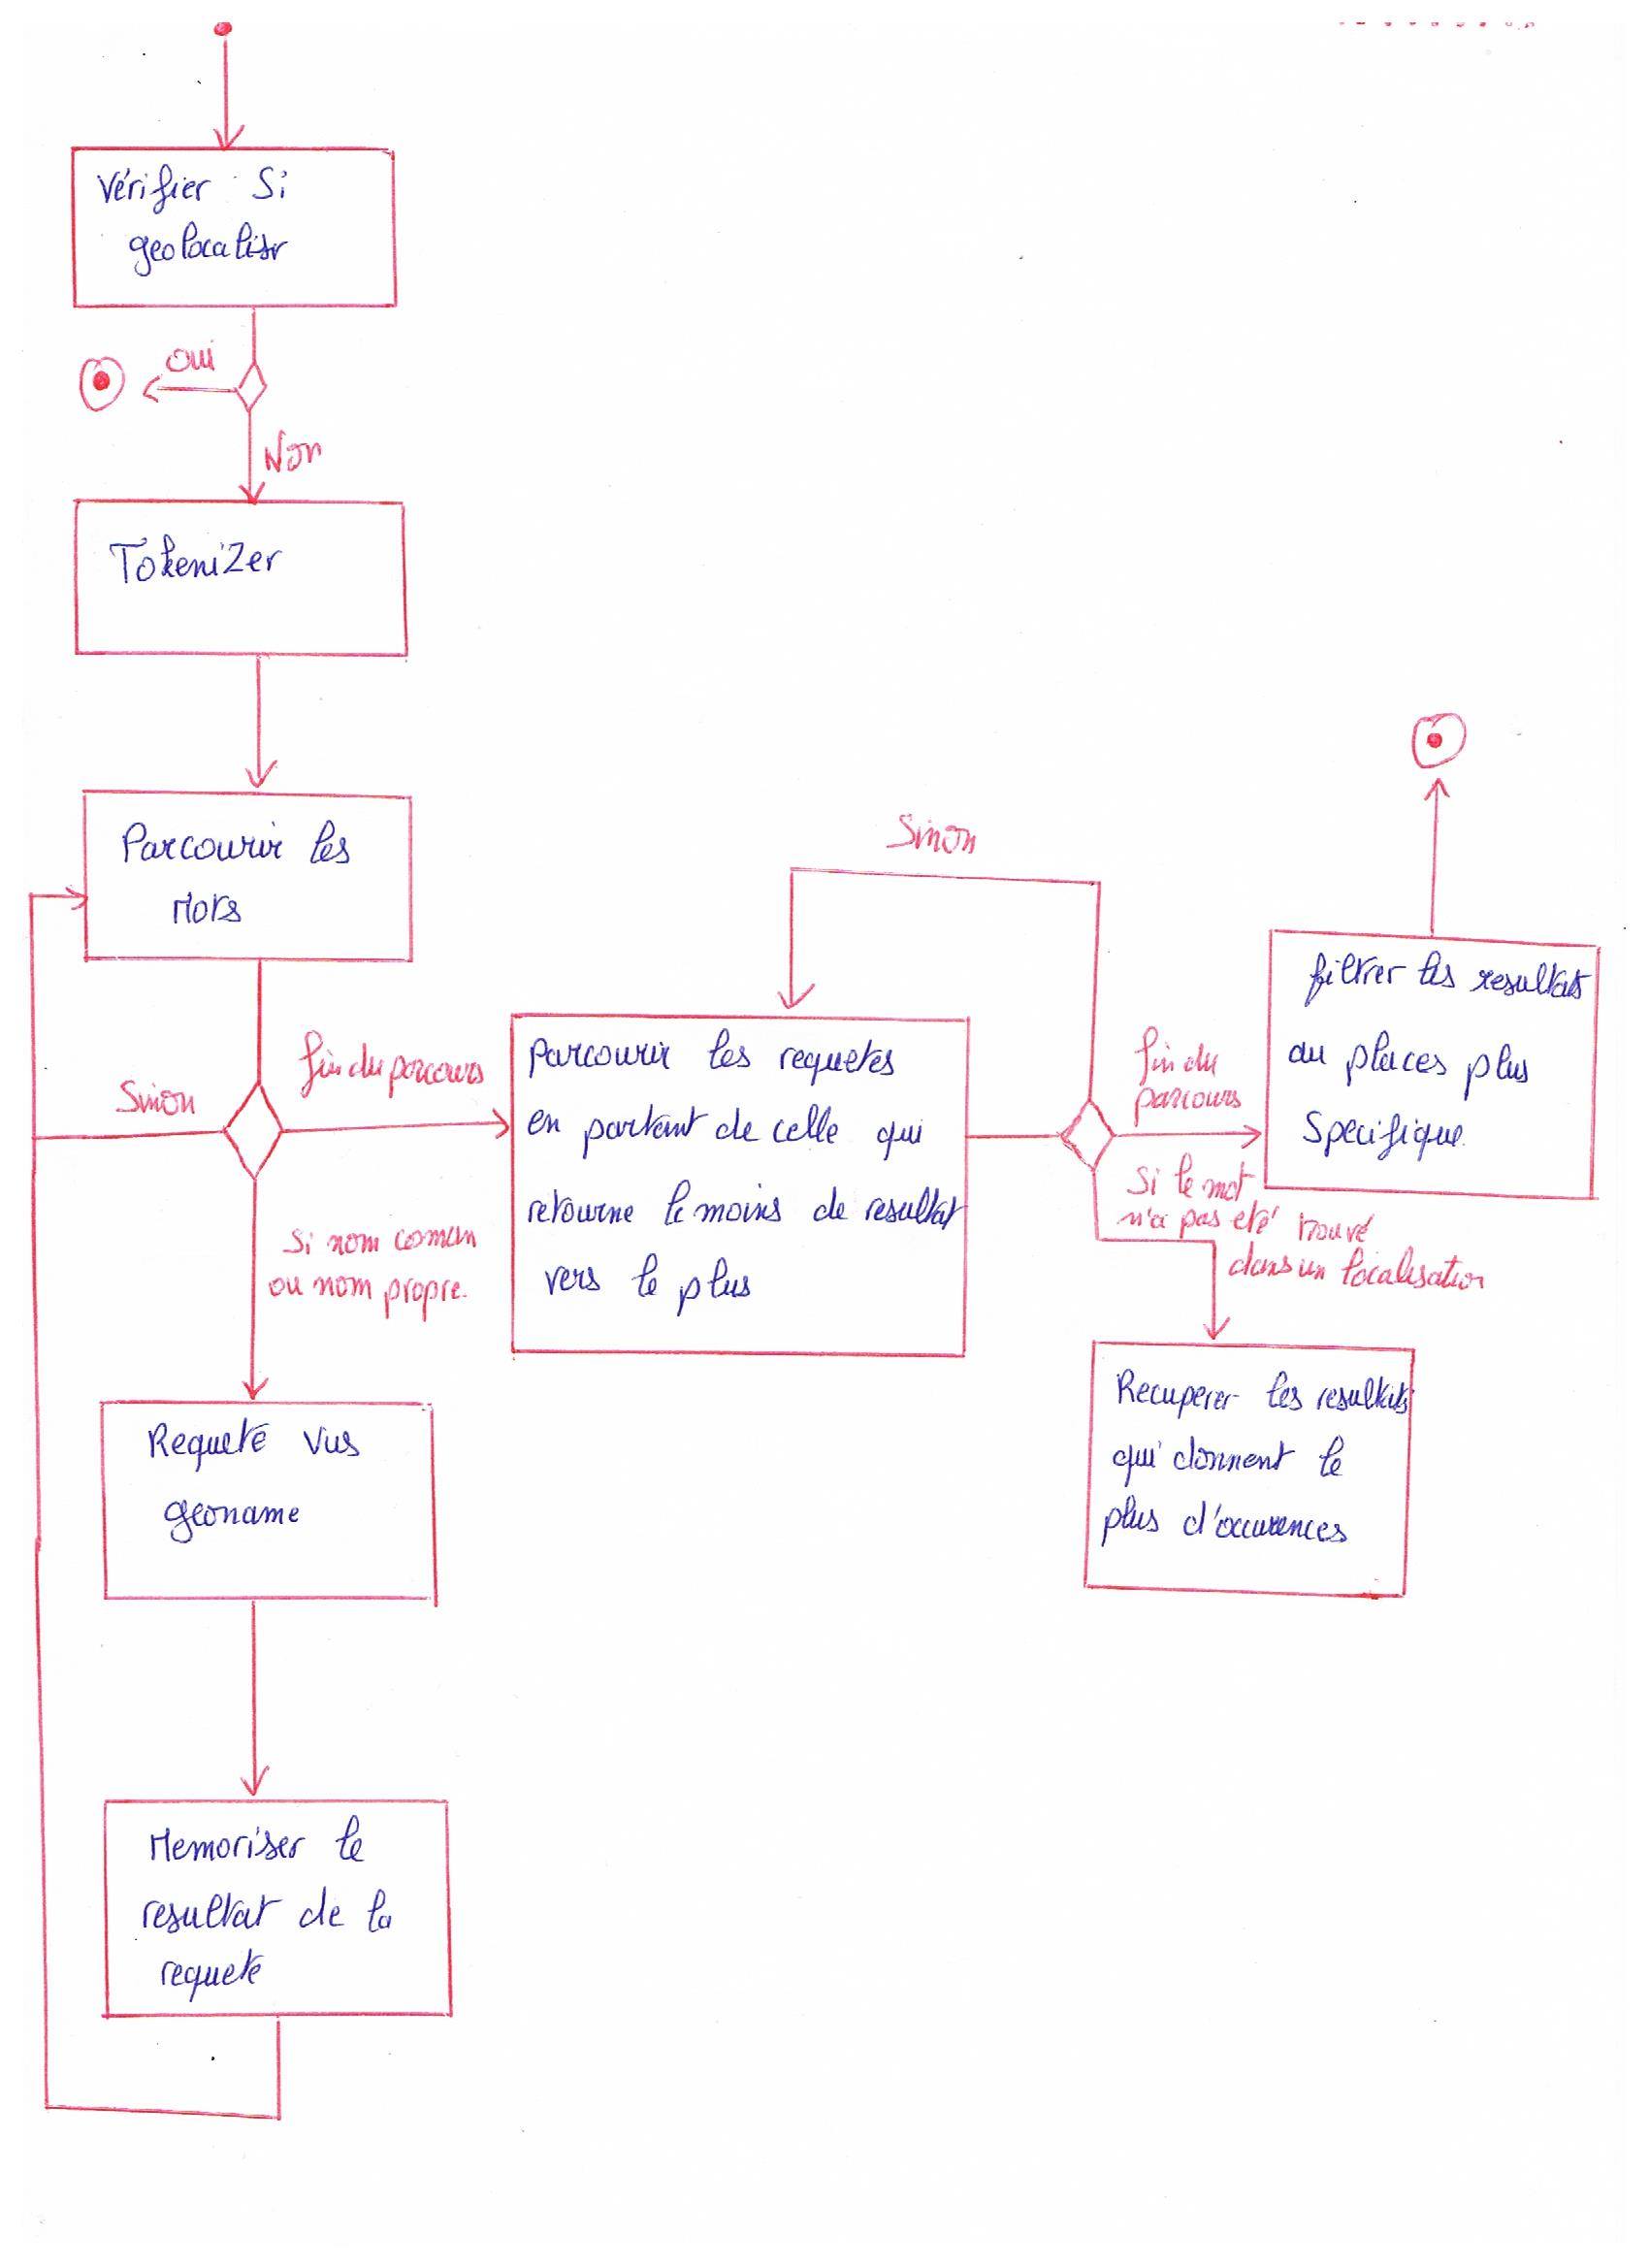 Vérifier Si
geolocaliser
oui
Non
Tokenizer
Parcourir les
Mots
Sinon
fin du parcours
Si nom comun
ou nom propre.
Requete vus
geoname
Memoriser le
resultat de la
requete
Sinon
Parcourir les requetes
en partant de celle qui
retourne le moins de resultat
vers le plus
fin du
parcours
Si le mot
n'a pas eté trouvé
dans un localisation
filtrer les resultats
au places plus
Specifique.
Recuperer les resultats
qui donnent le
plus d'occurences